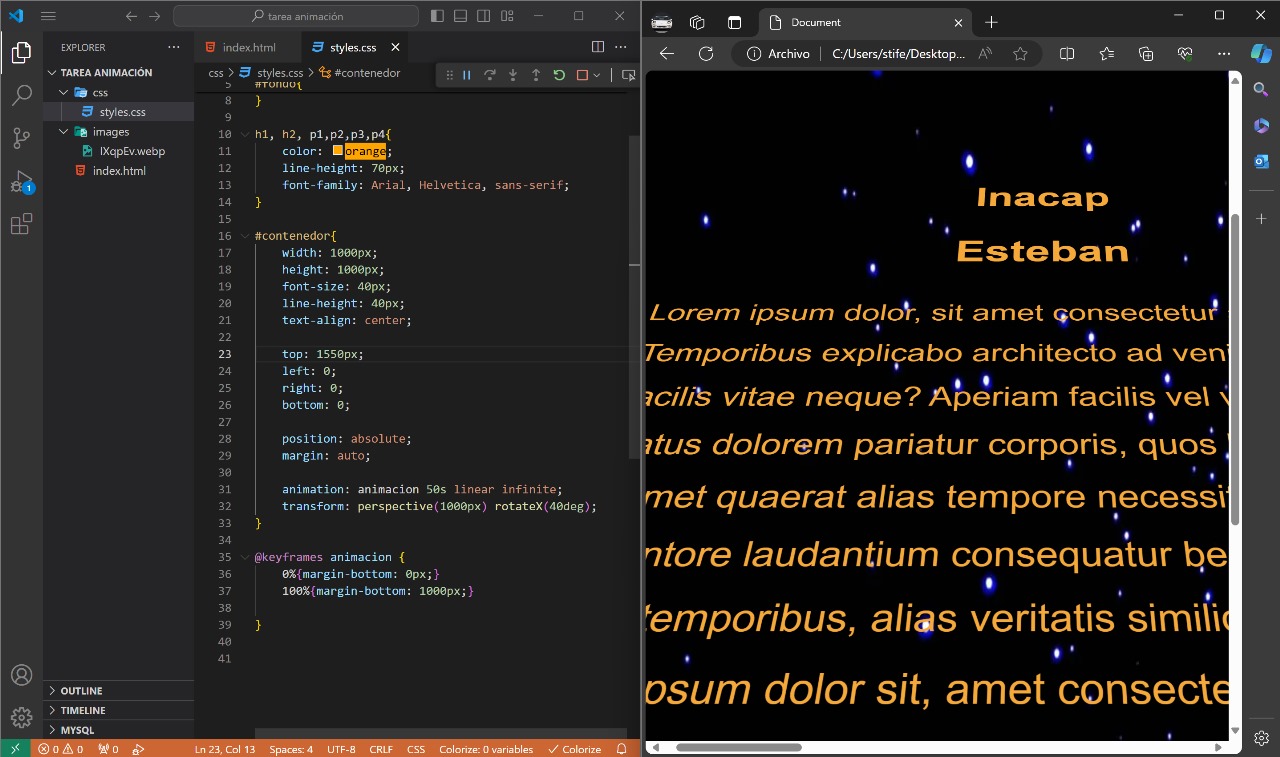 tarea animación
EXPLORER
TAREA ANIMACIÓN
css
styles.css
images
IXqpEv.webp
index.html
OUTLINE
TIMELINE
MYSQL
index.html
styles.css
css > styles.css > #contenedor
5 #fondo{
8 }
9
10 h1, h2, p1,p2,p3,p4{
11 color: orange;
12 line-height: 70px;
13 font-family: Arial, Helvetica, sans-serif;
14 }
15
16 #contenedor{
17 width: 1000px;
18 height: 1000px;
19 font-size: 40px;
20 line-height: 40px;
21 text-align: center;
22
23 top: 1550px;
24 left: 0;
25 right: 0;
26 bottom: 0;
27
28 position: absolute;
29 margin: auto;
30
31 animation: animacion 50s linear infinite;
32 transform: perspective(1000px) rotateX(40deg);
33 }
34
35 @keyframes animacion {
36 0%{margin-bottom: 0px;}
37 100%{margin-bottom: 1000px;}
38
39 }
40
41
1
0 0 0 Ln 23, Col 13 Spaces: 4 UTF-8 CRLF CSS Colorize: 0 variables Colorize
Document
Archivo C:/Users/stife/Desktop...
Inacap
Esteban
Lorem ipsum dolor, sit amet consectetur
Temporibus explicabo architecto ad veni
acilis vitae neque? Aperiam facilis vel v
atus dolorem pariatur corporis, quos
met quaerat alias tempore necessit
ntore laudantium consequatur be
temporibus, alias veritatis similic
psum dolor sit, amet consecte